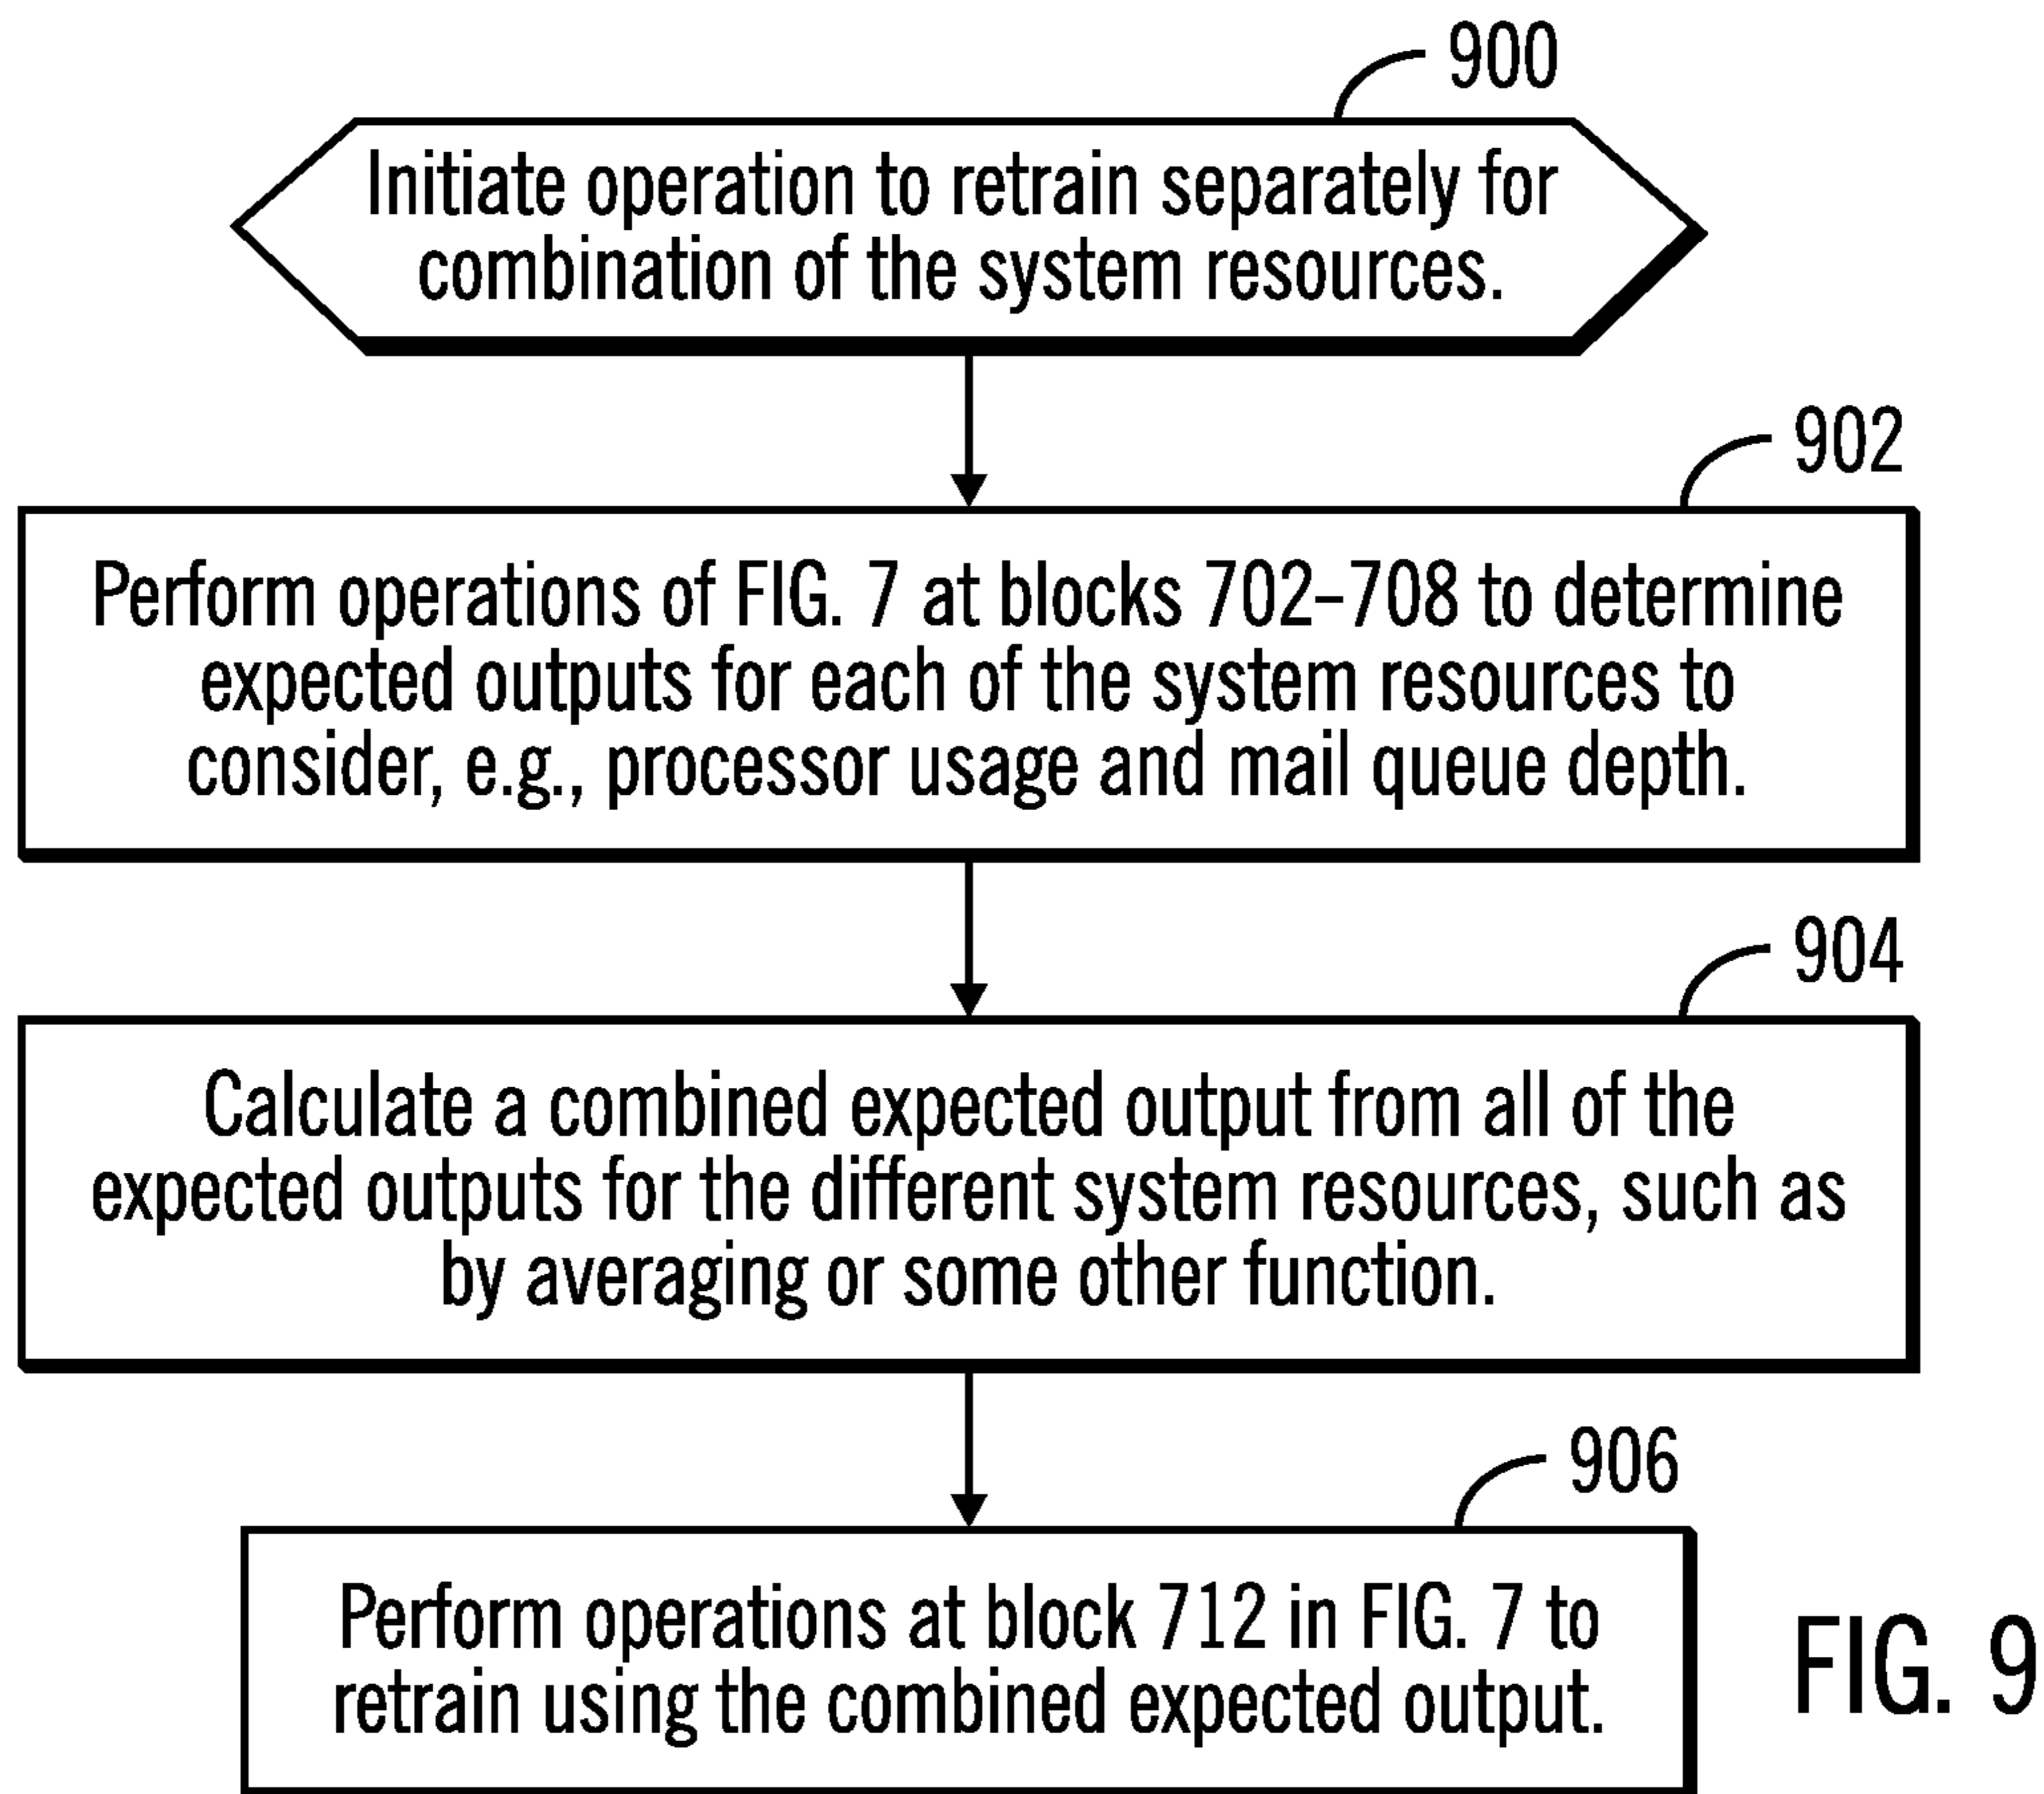 900
Initiate operation to retrain separately for
combination of the system resources.
902
Perform operations of FIG. 7 at blocks 702–708 to determine
expected outputs for each of the system resources to
consider, e.g., processor usage and mail queue depth.
904
Calculate a combined expected output from all of the
expected outputs for the different system resources, such as
by averaging or some other function.
906
Perform operations at block 712 in FIG. 7 to
retrain using the combined expected output.
FIG. 9